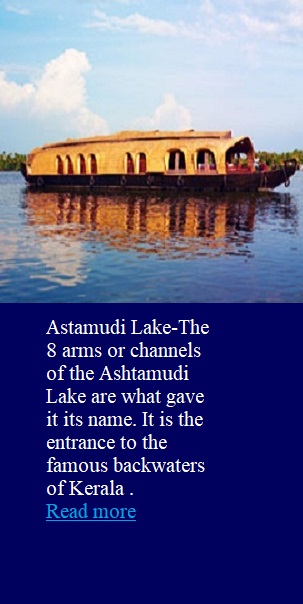 Astamudi Lake-The
8 arms or channels
of the Ashtamudi
Lake are what gave
it its name. It is the
entrance to the
famous backwaters
of Kerala .
Read more